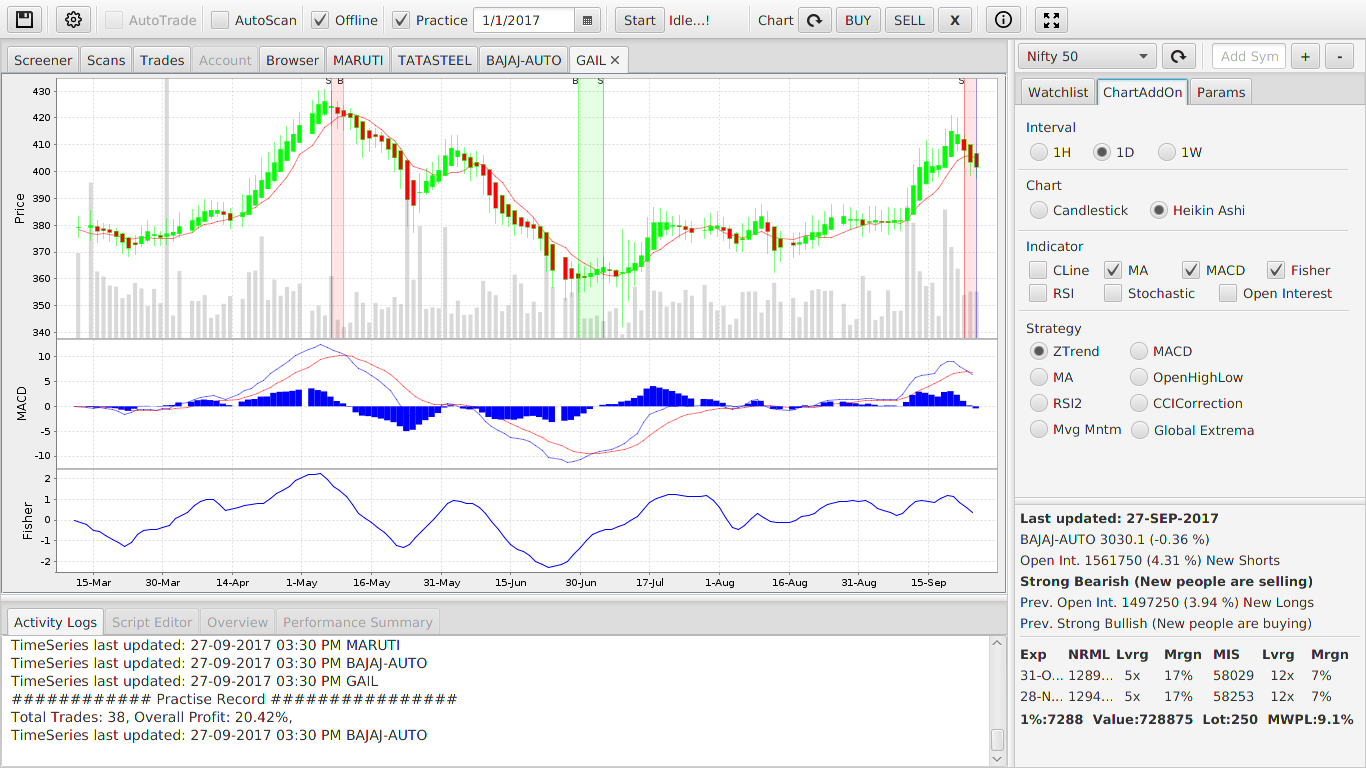 AutoTrade AutoScan Offline Practice 1/1/2017 Start Idle...! Chart BUY SELL X
Screener Scans Trades Account Browser MARUTI TATASTEEL BAJAJ-AUTO GAIL ✕
Nifty 50 Add Sym + -
Watchlist ChartAddOn Params
S B B S S
430
420
410
400
390
380
370
360
350
340
Price
10
5
0
-5
-10
MACD
2
1
0
-1
-2
Fisher
15-Mar 30-Mar 14-Apr 1-May 16-May 31-May 15-Jun 30-Jun 17-Jul 1-Aug 16-Aug 31-Aug 15-Sep
Interval
1H 1D 1W
Chart
Candlestick Heikin Ashi
Indicator
CLine MA MACD Fisher
RSI Stochastic Open Interest
Strategy
ZTrend MACD
MA OpenHighLow
RSI2 CCICorrection
Mvg Mntm Global Extrema
Last updated: 27-SEP-2017
BAJAJ-AUTO 3030.1 (-0.36 %)
Open Int. 1561750 (4.31 %) New Shorts
Strong Bearish (New people are selling)
Prev. Open Int. 1497250 (3.94 %) New Longs
Prev. Strong Bullish (New people are buying)
Exp NRML Lvrg Mrgn MIS Lvrg Mrgn
31-O... 1289... 5x 17% 58029 12x 7%
28-N... 1294... 5x 17% 58253 12x 7%
1%:7288 Value:728875 Lot:250 MWPL:9.1%
Activity Logs Script Editor Overview Performance Summary
TimeSeries last updated: 27-09-2017 03:30 PM MARUTI
TimeSeries last updated: 27-09-2017 03:30 PM BAJAJ-AUTO
TimeSeries last updated: 27-09-2017 03:30 PM GAIL
############ Practise Record ################
Total Trades: 38, Overall Profit: 20.42%,
TimeSeries last updated: 27-09-2017 03:30 PM BAJAJ-AUTO